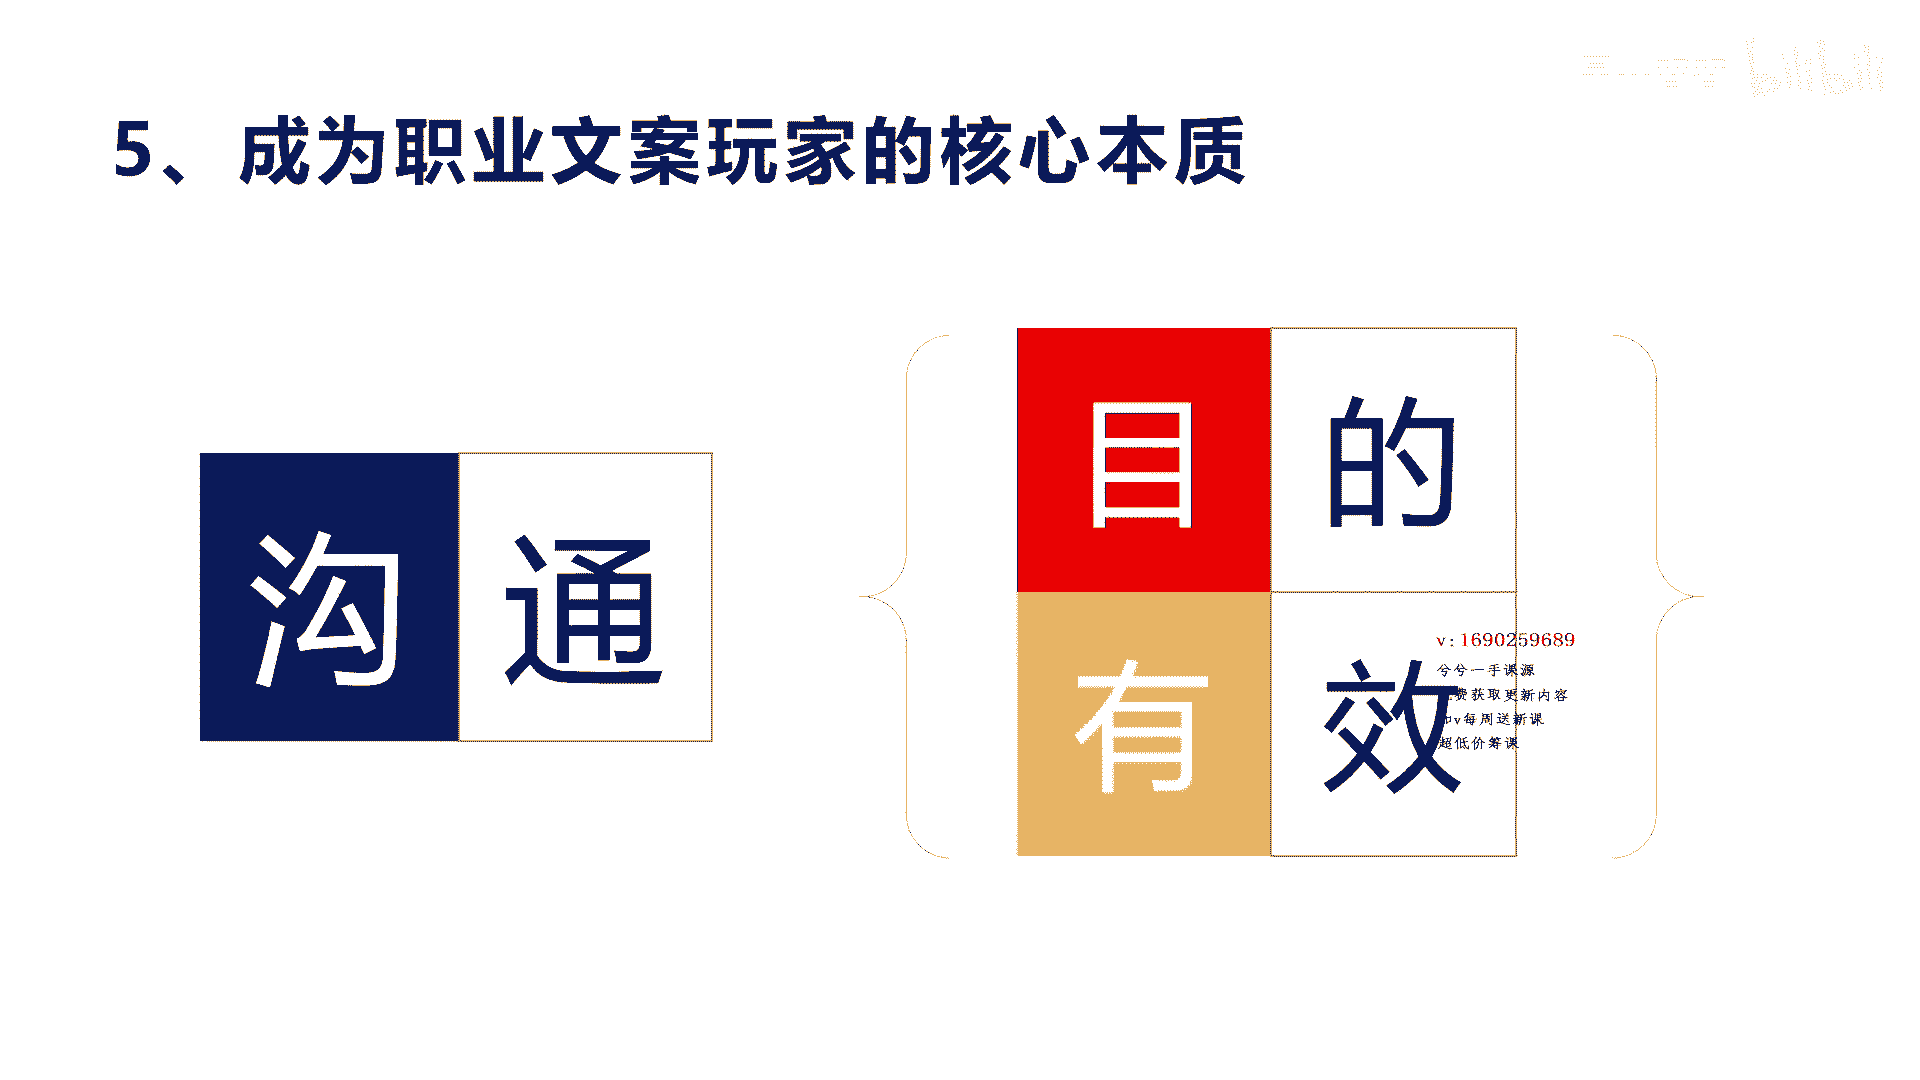 bilibili
5、成为职业文案玩家的核心本质
沟通
目的
有效
v:1690259689
兮兮一手课源
费获取更新内容
v每周送新课
超低价筹课